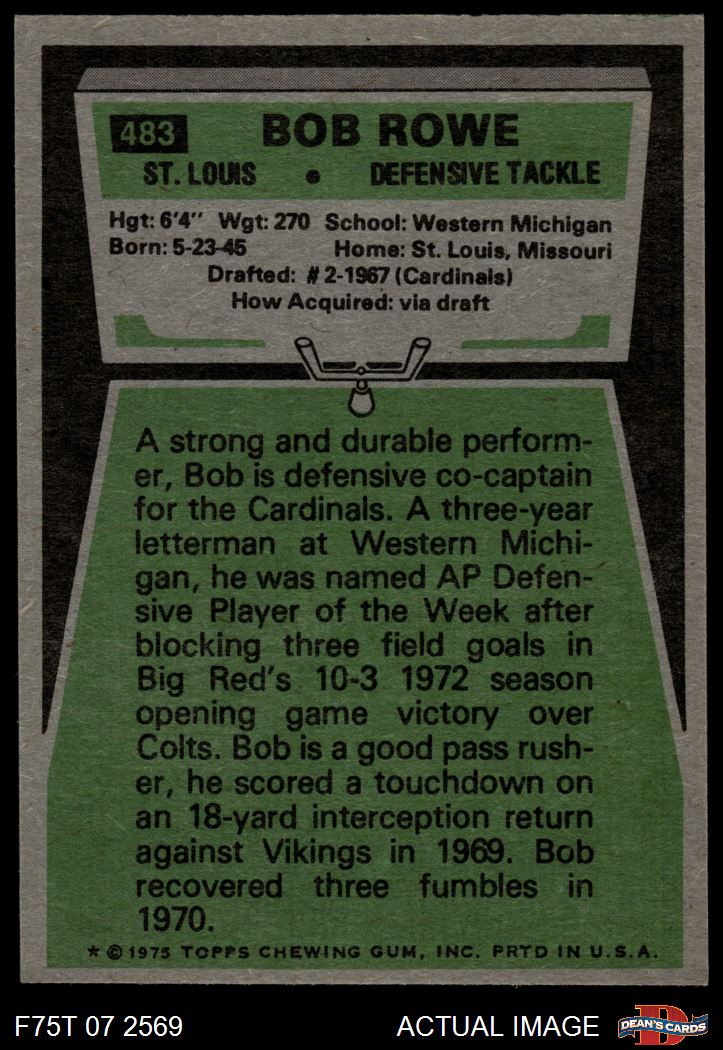 483 BOB ROWE
ST. LOUIS • DEFENSIVE TACKLE
Hgt: 6'4" Wgt: 270 School: Western Michigan
Born: 5-23-45 Home: St. Louis, Missouri
Drafted: #2-1967 (Cardinals)
How Acquired: via draft
A strong and durable perform-
er, Bob is defensive co-captain
for the Cardinals. A three-year
letterman at Western Michi-
gan, he was named AP Defen-
sive Player of the Week after
blocking three field goals in
Big Red's 10-3 1972 season
opening game victory over
Colts. Bob is a good pass rush-
er, he scored a touchdown on
an 18-yard interception return
against Vikings in 1969. Bob
recovered three fumbles in
1970.
* © 1975 TOPPS CHEWING GUM, INC. PRTD IN U.S.A.
F75T 07 2569 ACTUAL IMAGE D DEAN'S CARDS